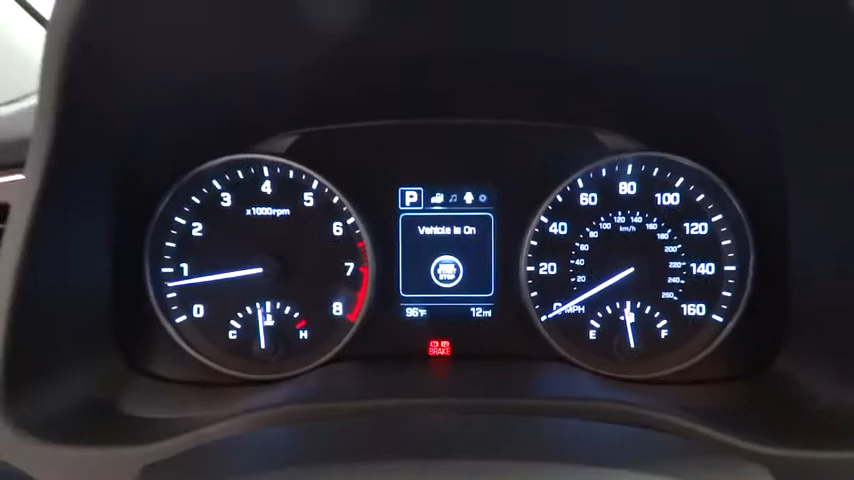 0 1 2 3 4 5 6 7 8
x1000rpm
C H
P
Vehicle is On
START
STOP
96°F 12mi
BRAKE
0 20 40 60 80 100 120 140 160
MPH
20 40 60 80 100 120 140 160 180 200 220 240 260
km/h
E F